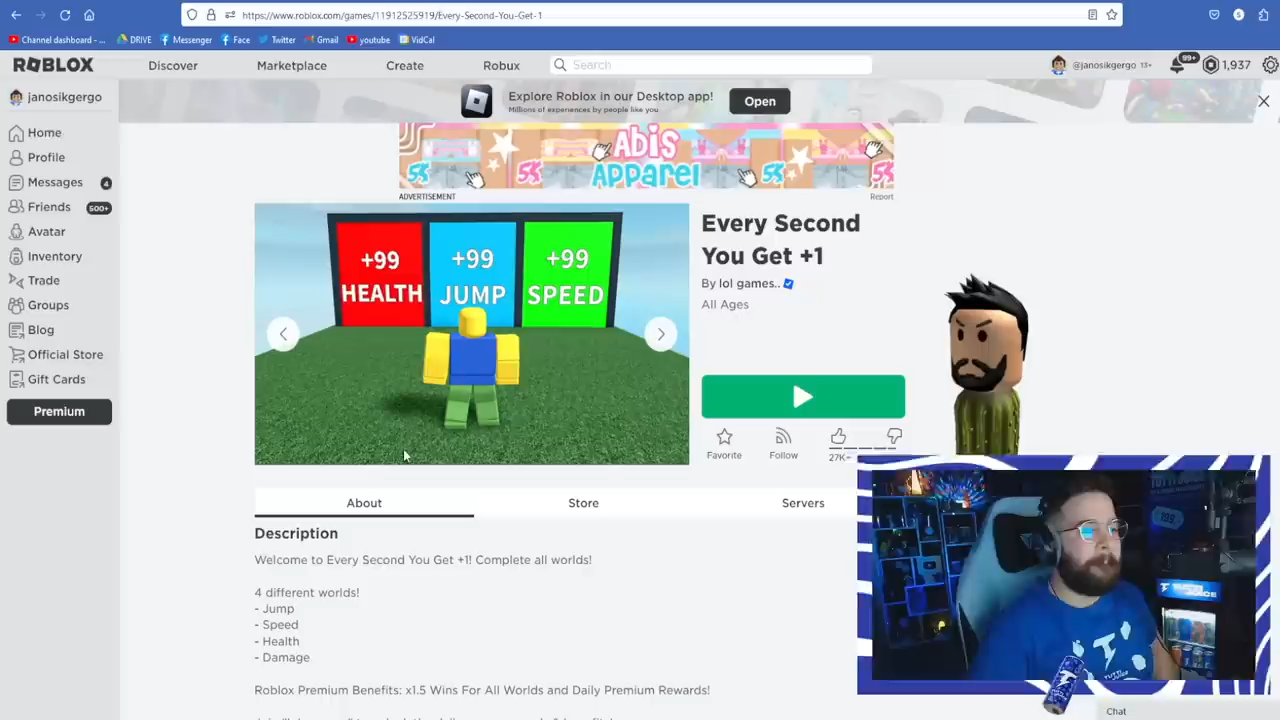 https://www.roblox.com/games/11912525919/Every-Second-You-Get-1
Channel dashboard - ...
DRIVE
Messenger
Face
Twitter
Gmail
youtube
VidCal
ROBLOX
Discover
Marketplace
Create
Robux
Search
@janosikgergo 13+
99+
1,937
janosikgergo
Explore Roblox in our Desktop app!
Millions of experiences by people like you
Open
Home
Profile
Messages 4
Friends 500+
Avatar
Inventory
Trade
Groups
Blog
Official Store
Gift Cards
Premium
Abis
Apparel
5K
5K
5K
5K
ADVERTISEMENT
Report
+99
HEALTH
+99
JUMP
+99
SPEED
Every Second
You Get +1
By lol games..
All Ages
Favorite
Follow
27K+
About
Store
Servers
Description
Welcome to Every Second You Get +1! Complete all worlds!
4 different worlds!
- Jump
- Speed
- Health
- Damage
Roblox Premium Benefits: x1.5 Wins For All Worlds and Daily Premium Rewards!
Chat